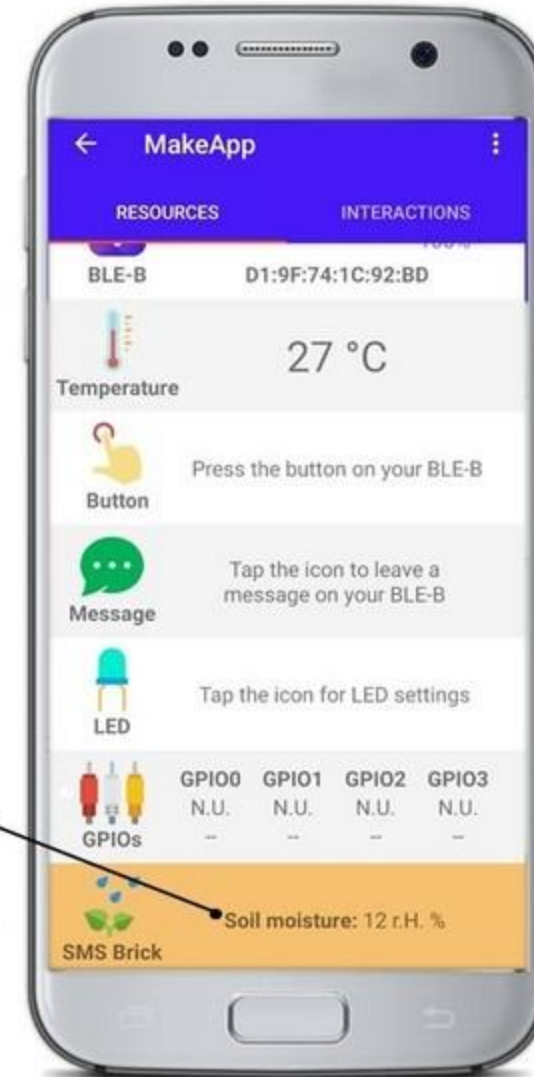 MakeApp
RESOURCES INTERACTIONS
100%
BLE-B D1:9F:74:1C:92:BD
27 °C
Temperature
Press the button on your BLE-B
Button
Tap the icon to leave a
message on your BLE-B
Message
Tap the icon for LED settings
LED
GPIO0 GPIO1 GPIO2 GPIO3
N.U. N.U. N.U. N.U.
-- -- -- --
GPIOs
Soil moisture: 12 r.H. %
SMS Brick